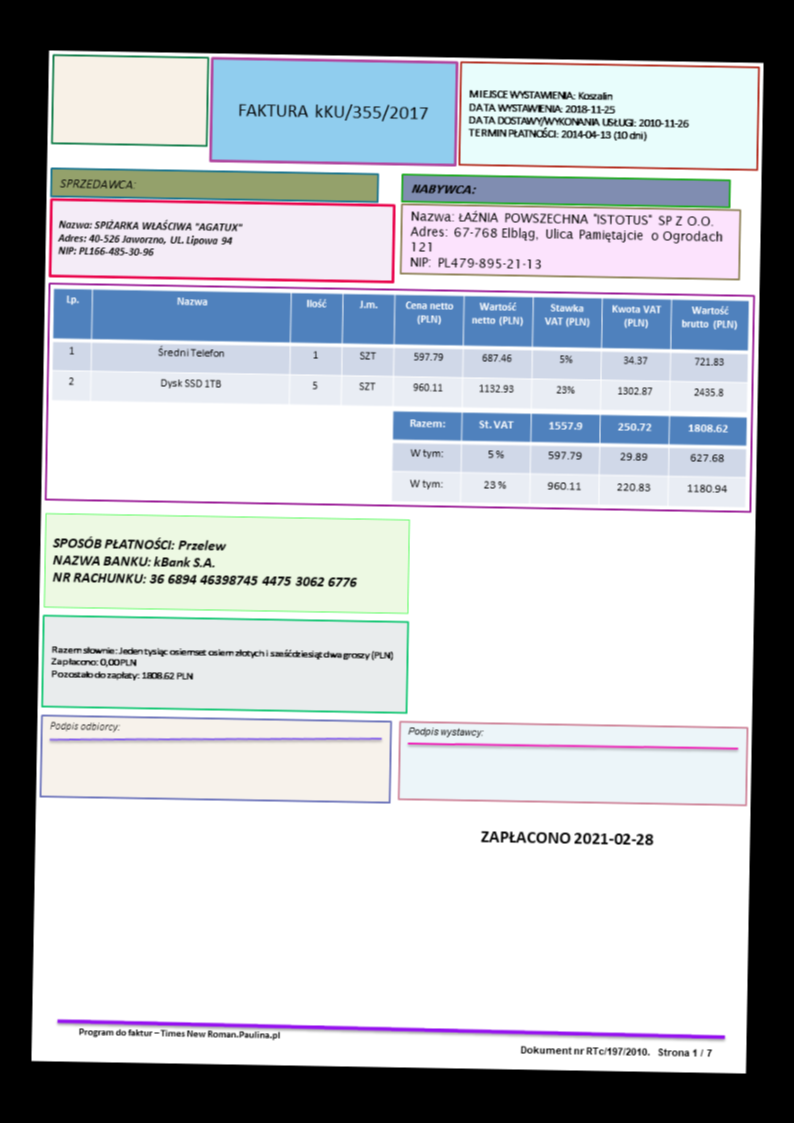 FAKTURA kKU/355/2017
MIEJSCE WYSTAWIENIA: Koszalin
DATA WYSTAWIENIA: 2018-11-25
DATA DOSTAWY/WYKONANIA USŁUGI: 2010-11-26
TERMIN PŁATNOŚCI: 2014-04-13 (10 dni)
SPRZEDAWCA:
Nazwa: SPIŻARKA WŁAŚCIWA "AGATUX"
Adres: 40-526 Jaworzno, UL. Lipowa 94
NIP: PL166-485-30-96
NABYWCA:
Nazwa: ŁAŹNIA POWSZECHNA "ISTOTUS" SP Z O.O.
Adres: 67-768 Elbląg, Ulica Pamiętajcie o Ogrodach
121
NIP: PL479-895-21-13
Lp. Nazwa Ilość J.m. Cena netto (PLN) Wartość netto (PLN) Stawka VAT (PLN) Kwota VAT (PLN) Wartość brutto (PLN)
1 Średni Telefon 1 SZT 597.79 687.46 5% 34.37 721.83
2 Dysk SSD 1TB 5 SZT 960.11 1132.93 23% 1302.87 2435.8
Razem: St. VAT 1557.9 250.72 1808.62
W tym: 5 % 597.79 29.89 627.68
W tym: 23 % 960.11 220.83 1180.94
SPOSÓB PŁATNOŚCI: Przelew
NAZWA BANKU: kBank S.A.
NR RACHUNKU: 36 6894 46398745 4475 3062 6776
Razem słownie: Jeden tysiąc osiemset osiem złotych i sześćdziesiąt dwa groszy (PLN)
Zapłacono: 0,00 PLN
Pozostało do zapłaty: 1808.62 PLN
Podpis odbiorcy:
Podpis wystawcy:
ZAPŁACONO 2021-02-28
Program do faktur – Times New Roman.Paulina.pl
Dokument nr RTc/197/2010. Strona 1 / 7